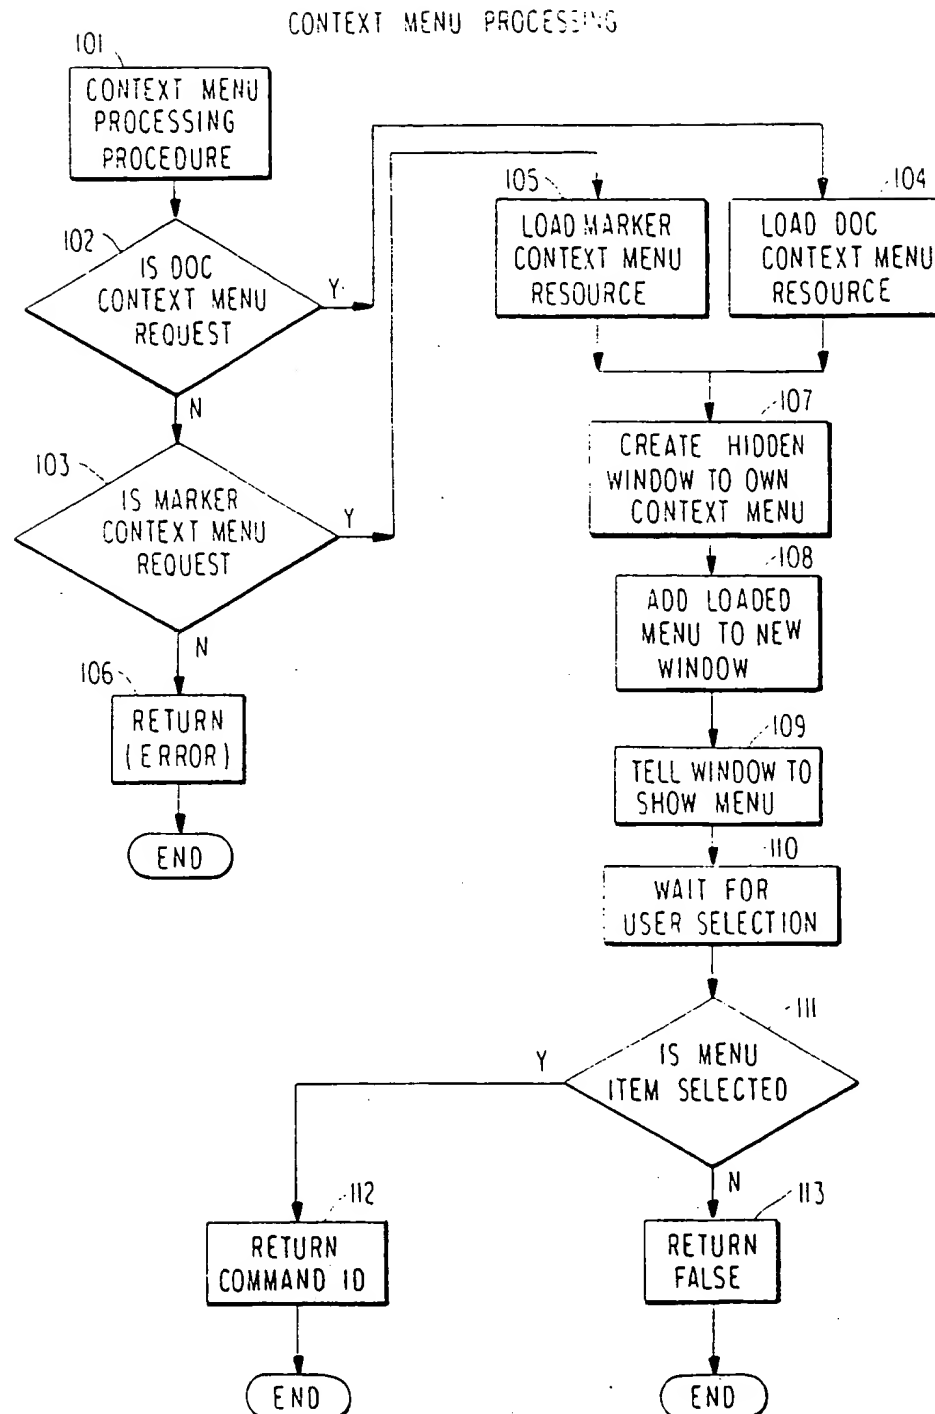 CONTEXT MENU PROCESSING
101
CONTEXT MENU
PROCESSING
PROCEDURE
102
IS DOC
CONTEXT MENU
REQUEST
Y
N
103
IS MARKER
CONTEXT MENU
REQUEST
Y
N
106
RETURN
(ERROR)
END
105
LOAD MARKER
CONTEXT MENU
RESOURCE
104
LOAD DOC
CONTEXT MENU
RESOURCE
107
CREATE HIDDEN
WINDOW TO OWN
CONTEXT MENU
108
ADD LOADED
MENU TO NEW
WINDOW
109
TELL WINDOW TO
SHOW MENU
110
WAIT FOR
USER SELECTION
111
IS MENU
ITEM SELECTED
Y
N
112
RETURN
COMMAND ID
END
113
RETURN
FALSE
END